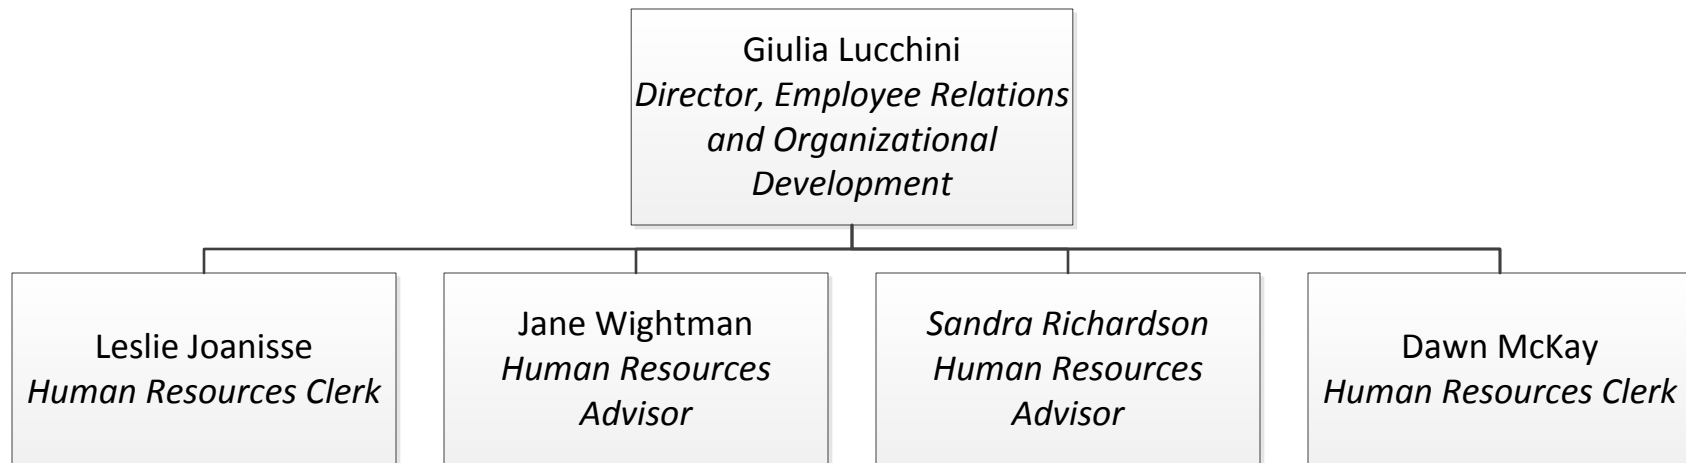 Giulia Lucchini
Director, Employee Relations
and Organizational
Development
Leslie Joanisse
Human Resources Clerk
Jane Wightman
Human Resources
Advisor
Sandra Richardson
Human Resources
Advisor
Dawn McKay
Human Resources Clerk